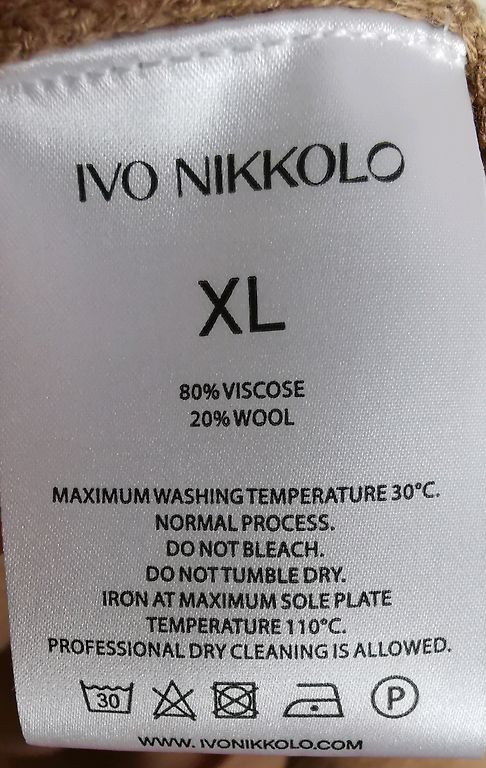 IVO NIKKOLO
XL
80% VISCOSE
20% WOOL
MAXIMUM WASHING TEMPERATURE 30°C.
NORMAL PROCESS.
DO NOT BLEACH.
DO NOT TUMBLE DRY.
IRON AT MAXIMUM SOLE PLATE
TEMPERATURE 110°C.
PROFESSIONAL DRY CLEANING IS ALLOWED.
30 P
WWW. IVONIKKOLO.COM